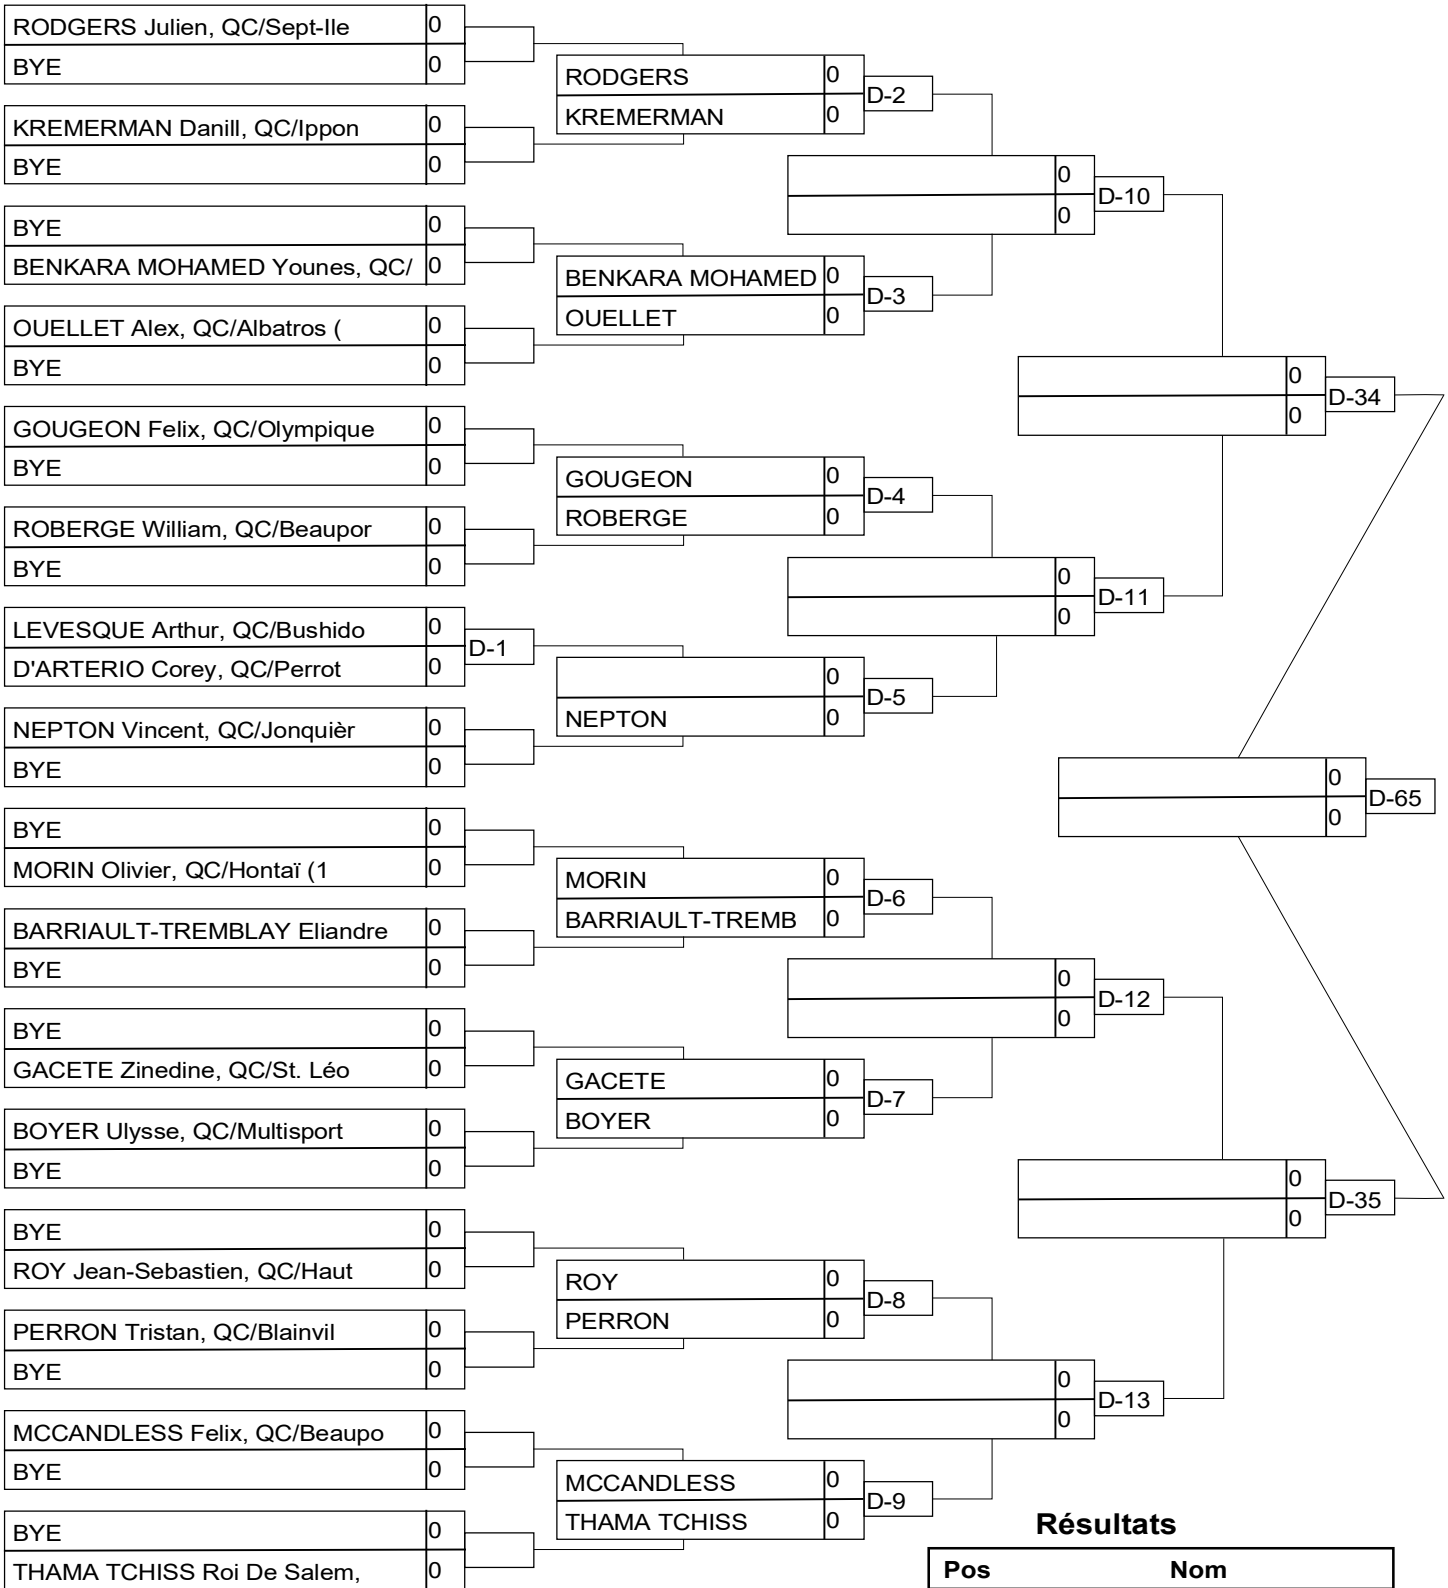 RODGERS Julien, QC/Sept-Ile 0
BYE 0
KREMERMAN Danill, QC/Ippon 0
BYE 0
BYE 0
BENKARA MOHAMED Younes, QC/ 0
OUELLET Alex, QC/Albatros ( 0
BYE 0
GOUGEON Felix, QC/Olympique 0
BYE 0
ROBERGE William, QC/Beaupor 0
BYE 0
LEVESQUE Arthur, QC/Bushido 0
D'ARTERIO Corey, QC/Perrot 0
D-1
NEPTON Vincent, QC/Jonquièr 0
BYE 0
BYE 0
MORIN Olivier, QC/Hontaï (1 0
BARRIAULT-TREMBLAY Eliandre 0
BYE 0
BYE 0
GACETE Zinedine, QC/St. Léo 0
BOYER Ulysse, QC/Multisport 0
BYE 0
BYE 0
ROY Jean-Sebastien, QC/Haut 0
PERRON Tristan, QC/Blainvil 0
BYE 0
MCCANDLESS Felix, QC/Beaupo 0
BYE 0
BYE 0
THAMA TCHISS Roi De Salem, 0
RODGERS 0
KREMERMAN 0
D-2
BENKARA MOHAMED 0
OUELLET 0
D-3
GOUGEON 0
ROBERGE 0
D-4
0
NEPTON 0
D-5
MORIN 0
BARRIAULT-TREMB 0
D-6
GACETE 0
BOYER 0
D-7
ROY 0
PERRON 0
D-8
MCCANDLESS 0
THAMA TCHISS 0
D-9
0
0
D-10
0
0
D-11
0
0
D-12
0
0
D-13
0
0
D-34
0
0
D-35
0
0
D-65
Résultats
Pos Nom